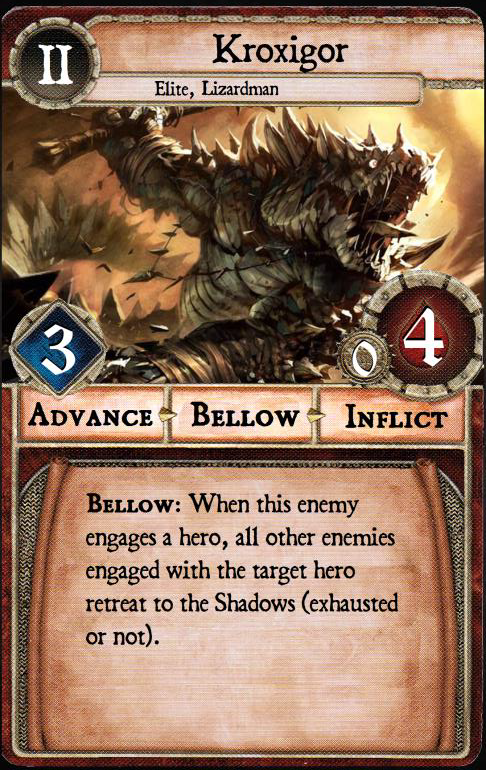 II
Kroxigor
Elite, Lizardman
3
0
4
ADVANCE BELLOW INFLICT
BELLOW: When this enemy
engages a hero, all other enemies
engaged with the target hero
retreat to the Shadows (exhausted
or not).